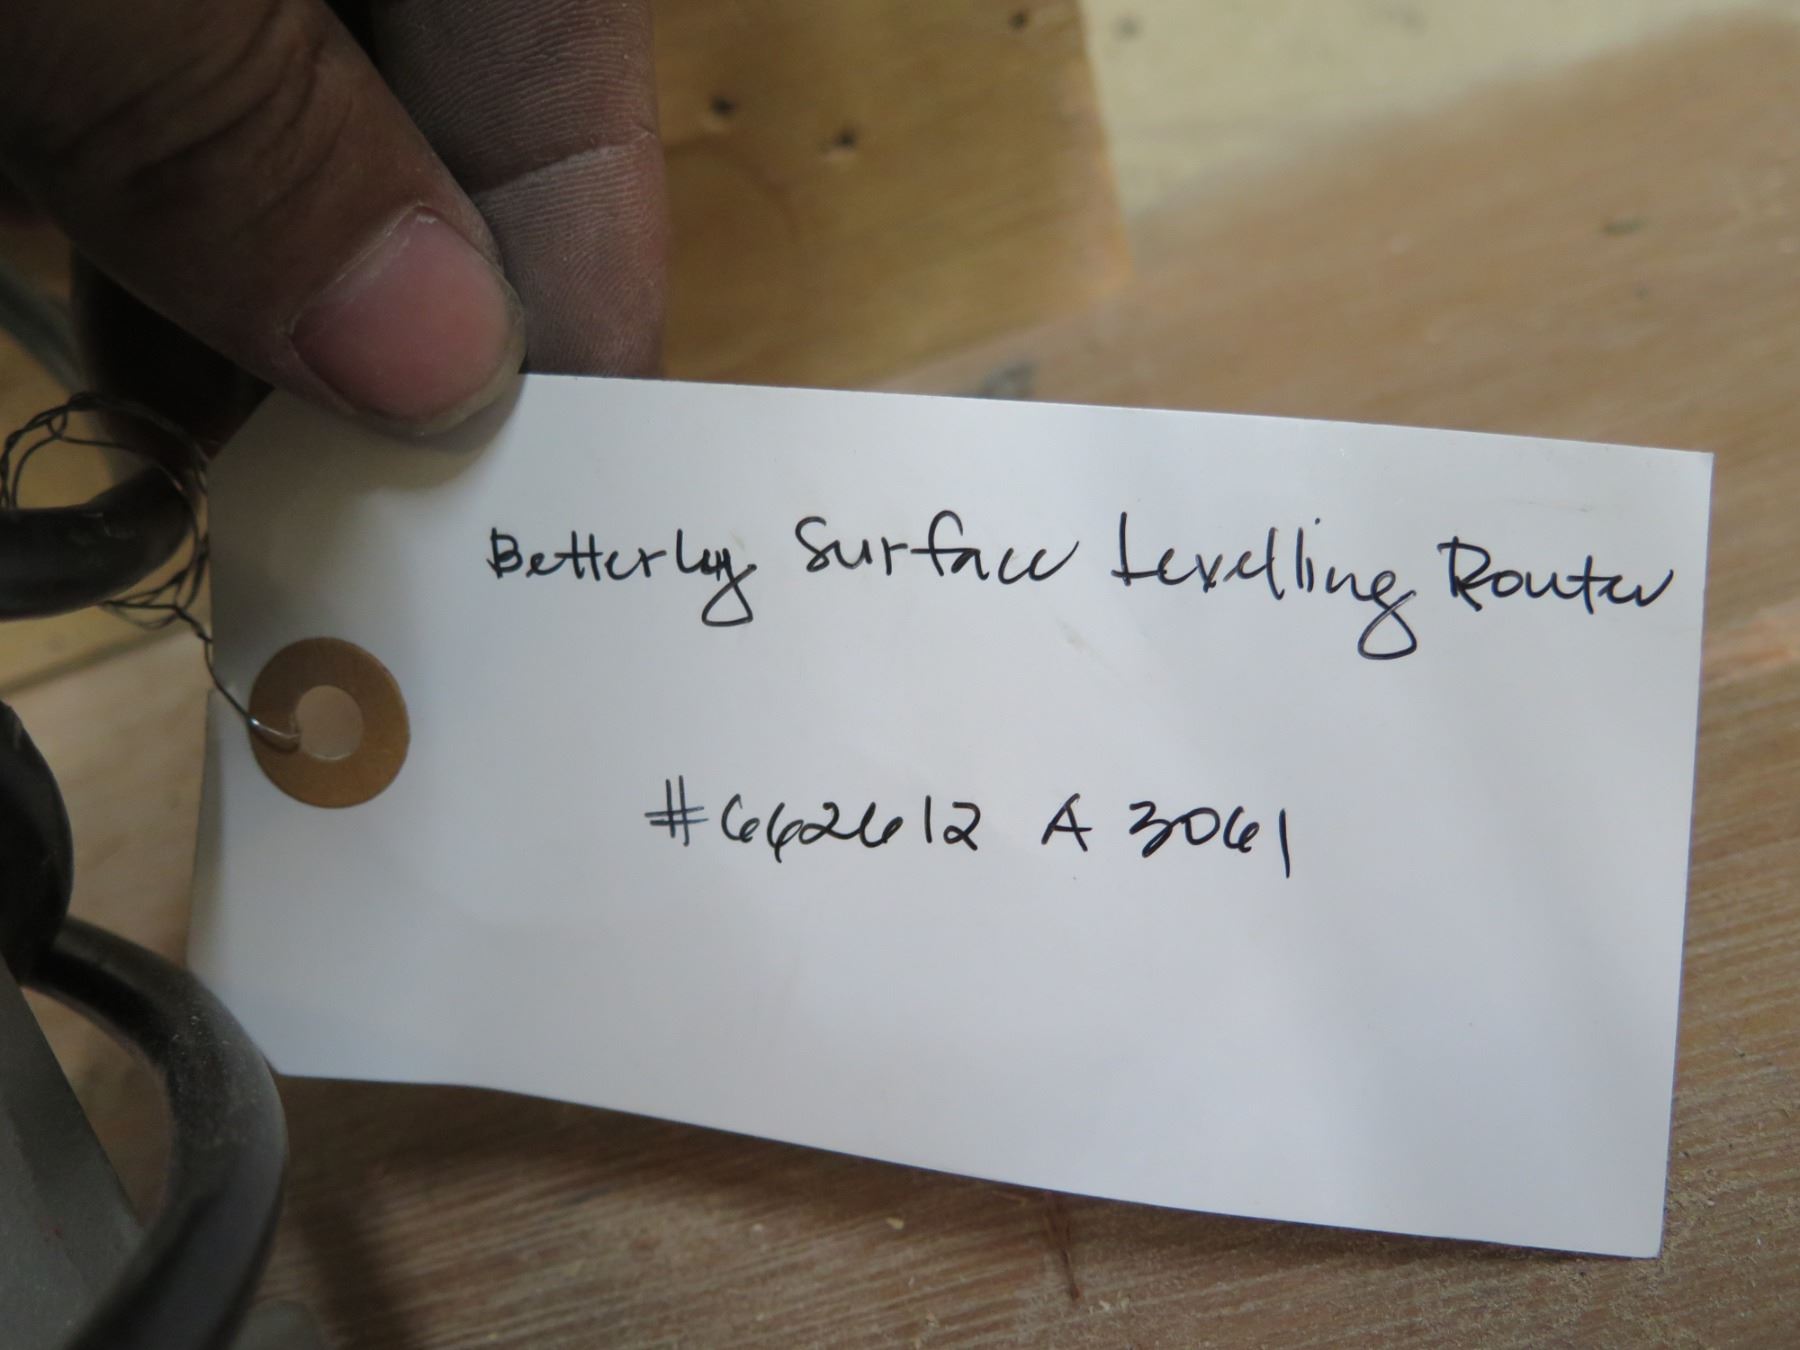 Betterley Surface Levelling Router
#662612 A 3061